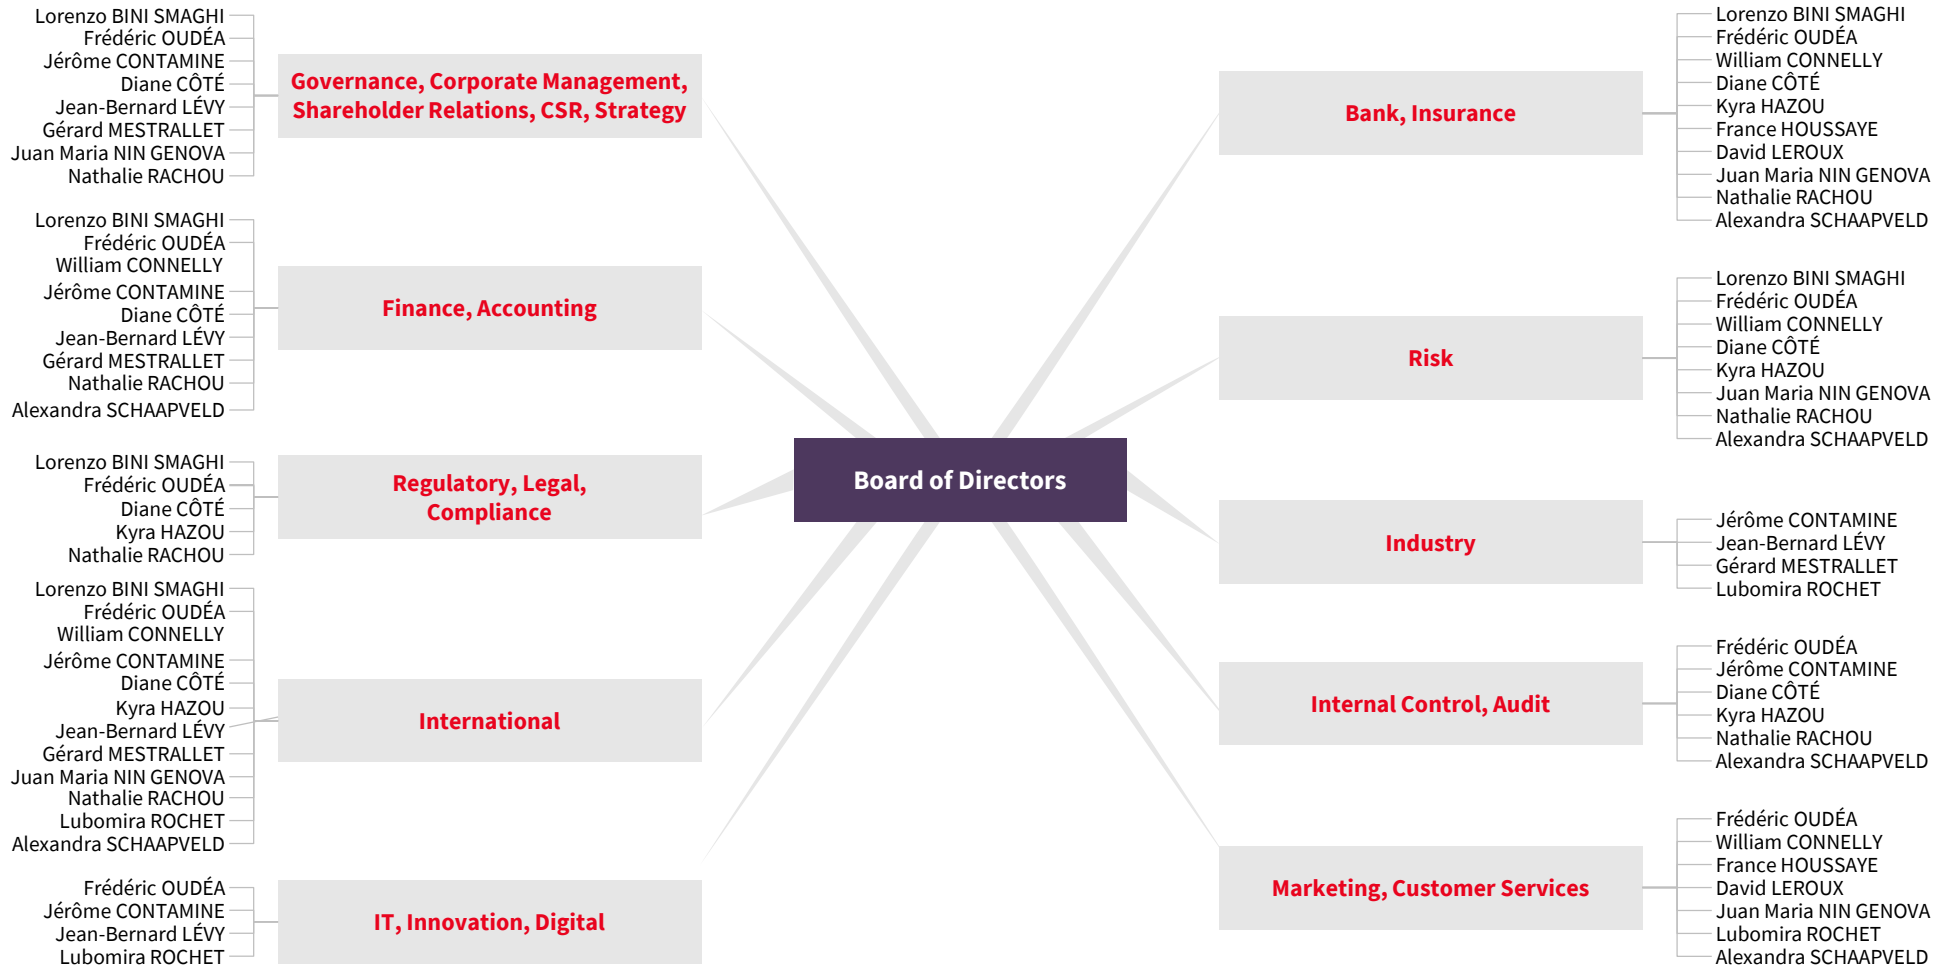 Lorenzo BINI SMAGHI
Frédéric OUDÉA
Jérôme CONTAMINE
Diane CÔTÉ
Jean-Bernard LÉVY
Gérard MESTRALLET
Juan Maria NIN GENOVA
Nathalie RACHOU
Governance, Corporate Management,
Shareholder Relations, CSR, Strategy
Lorenzo BINI SMAGHI
Frédéric OUDÉA
William CONNELLY
Jérôme CONTAMINE
Diane CÔTÉ
Jean-Bernard LÉVY
Gérard MESTRALLET
Nathalie RACHOU
Alexandra SCHAAPVELD
Finance, Accounting
Lorenzo BINI SMAGHI
Frédéric OUDÉA
Diane CÔTÉ
Kyra HAZOU
Nathalie RACHOU
Regulatory, Legal,
Compliance
Lorenzo BINI SMAGHI
Frédéric OUDÉA
William CONNELLY
Jérôme CONTAMINE
Diane CÔTÉ
Kyra HAZOU
Jean-Bernard LÉVY
Gérard MESTRALLET
Juan Maria NIN GENOVA
Nathalie RACHOU
Lubomira ROCHET
Alexandra SCHAAPVELD
International
Frédéric OUDÉA
Jérôme CONTAMINE
Jean-Bernard LÉVY
Lubomira ROCHET
IT, Innovation, Digital
Board of Directors
Bank, Insurance
Lorenzo BINI SMAGHI
Frédéric OUDÉA
William CONNELLY
Diane CÔTÉ
Kyra HAZOU
France HOUSSAYE
David LEROUX
Juan Maria NIN GENOVA
Nathalie RACHOU
Alexandra SCHAAPVELD
Risk
Lorenzo BINI SMAGHI
Frédéric OUDÉA
William CONNELLY
Diane CÔTÉ
Kyra HAZOU
Juan Maria NIN GENOVA
Nathalie RACHOU
Alexandra SCHAAPVELD
Industry
Jérôme CONTAMINE
Jean-Bernard LÉVY
Gérard MESTRALLET
Lubomira ROCHET
Internal Control, Audit
Frédéric OUDÉA
Jérôme CONTAMINE
Diane CÔTÉ
Kyra HAZOU
Nathalie RACHOU
Alexandra SCHAAPVELD
Marketing, Customer Services
Frédéric OUDÉA
William CONNELLY
France HOUSSAYE
David LEROUX
Juan Maria NIN GENOVA
Lubomira ROCHET
Alexandra SCHAAPVELD